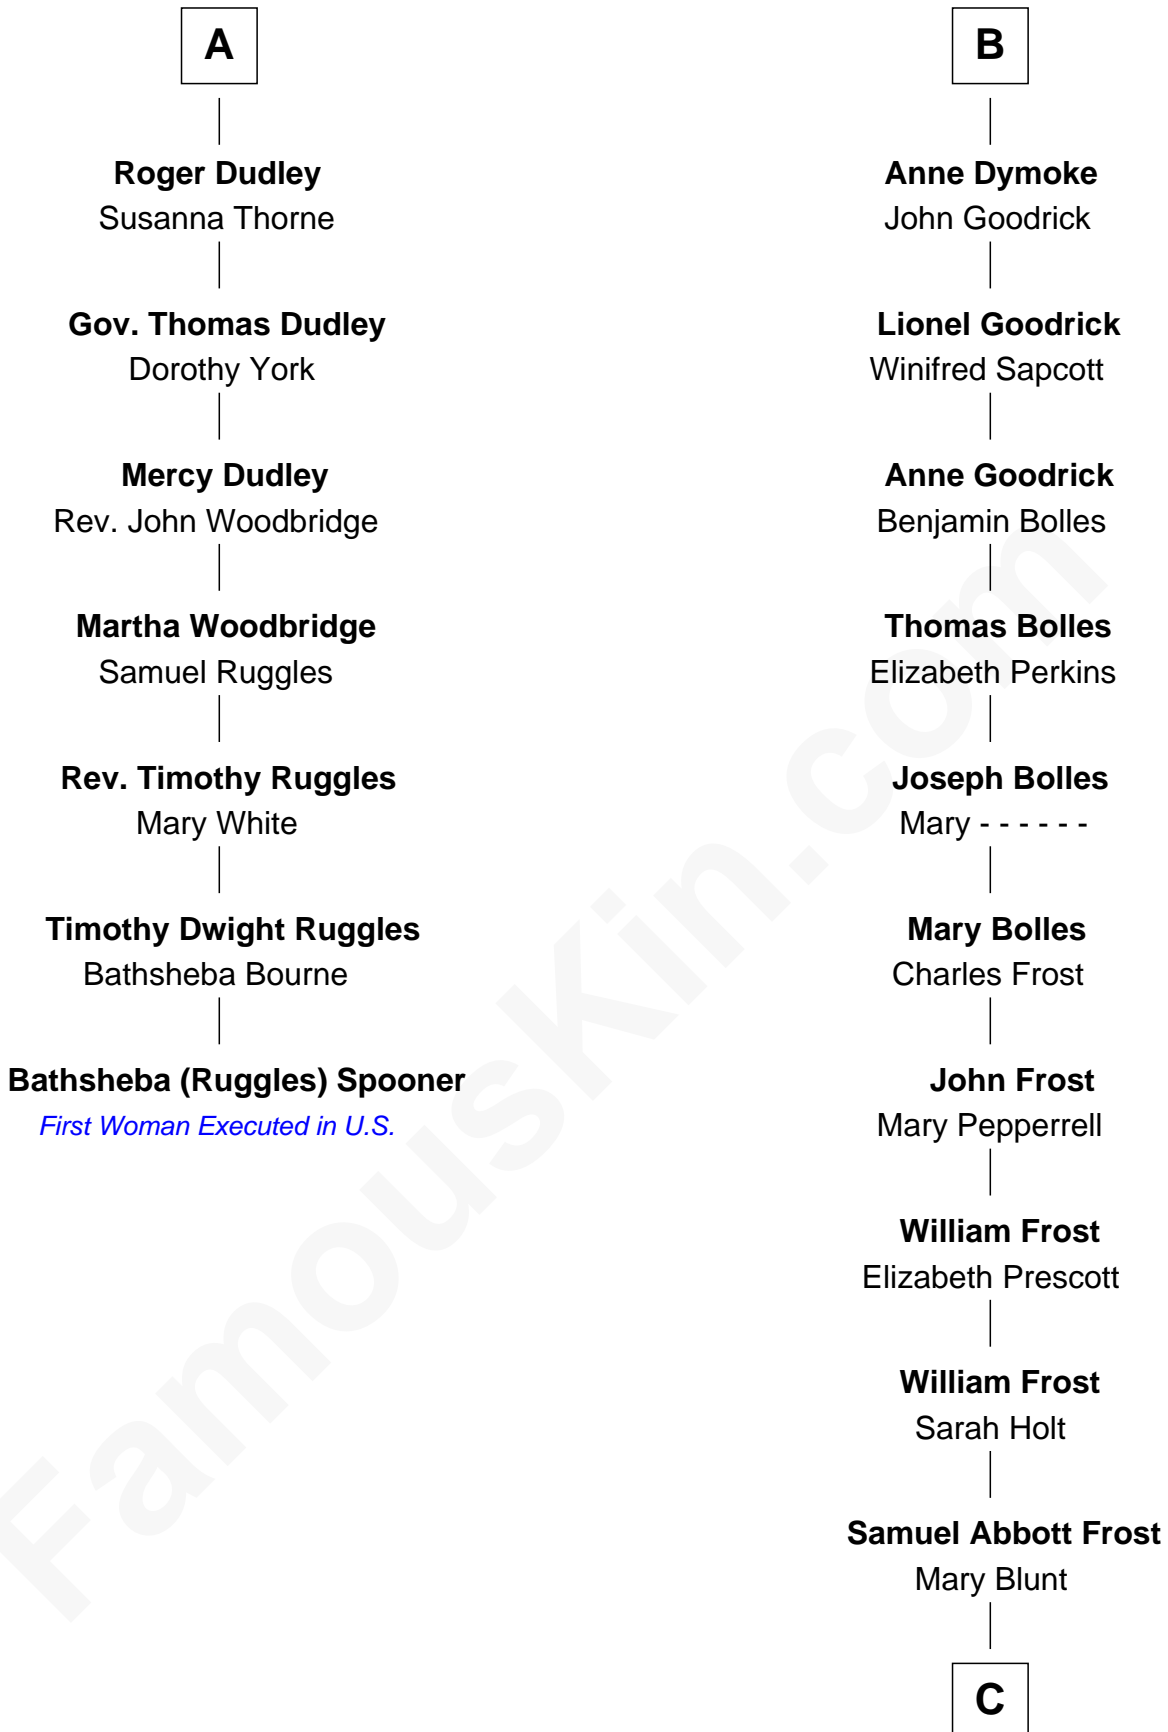 A
Roger Dudley
Susanna Thorne
Gov. Thomas Dudley
Dorothy York
Mercy Dudley
Rev. John Woodbridge
Martha Woodbridge
Samuel Ruggles
Rev. Timothy Ruggles
Mary White
Timothy Dwight Ruggles
Bathsheba Bourne
Bathsheba (Ruggles) Spooner
First Woman Executed in U.S.
B
Anne Dymoke
John Goodrick
Lionel Goodrick
Winifred Sapcott
Anne Goodrick
Benjamin Bolles
Thomas Bolles
Elizabeth Perkins
Joseph Bolles
Mary - - - - - -
Mary Bolles
Charles Frost
John Frost
Mary Pepperrell
William Frost
Elizabeth Prescott
William Frost
Sarah Holt
Samuel Abbott Frost
Mary Blunt
C
FamousKin.com